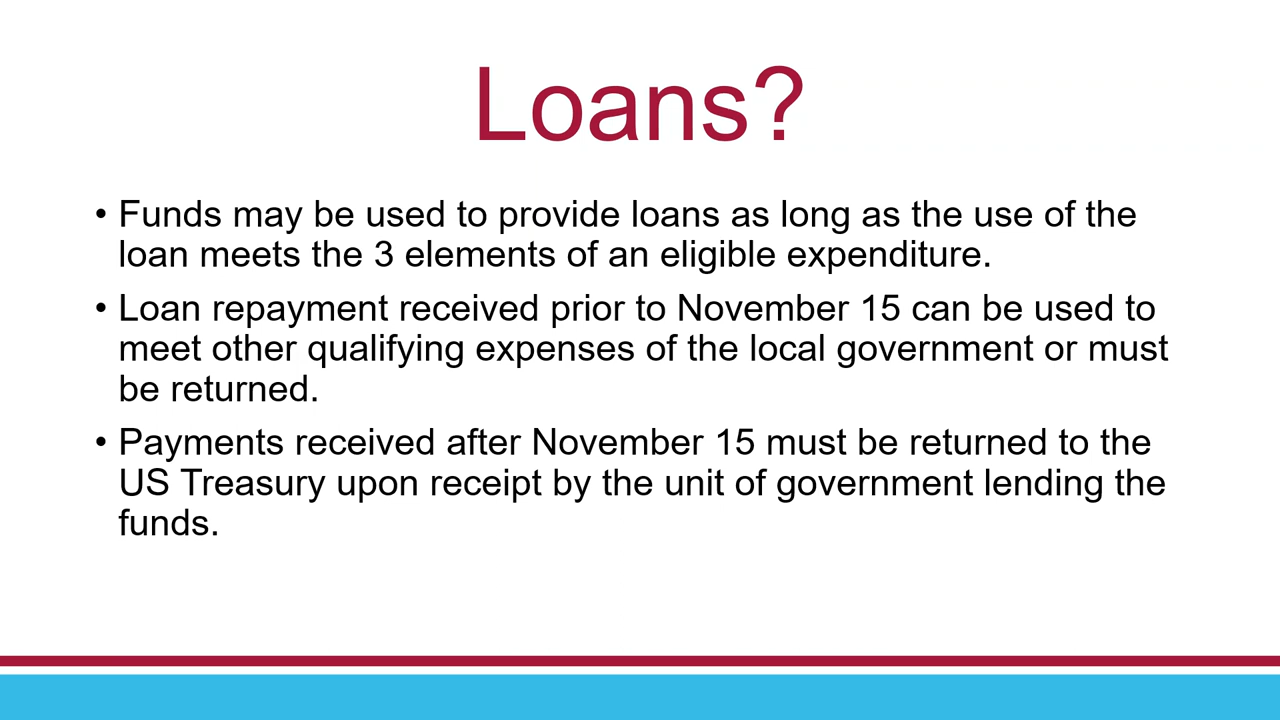 Loans?
• Funds may be used to provide loans as long as the use of the
loan meets the 3 elements of an eligible expenditure.
• Loan repayment received prior to November 15 can be used to
meet other qualifying expenses of the local government or must
be returned.
• Payments received after November 15 must be returned to the
US Treasury upon receipt by the unit of government lending the
funds.